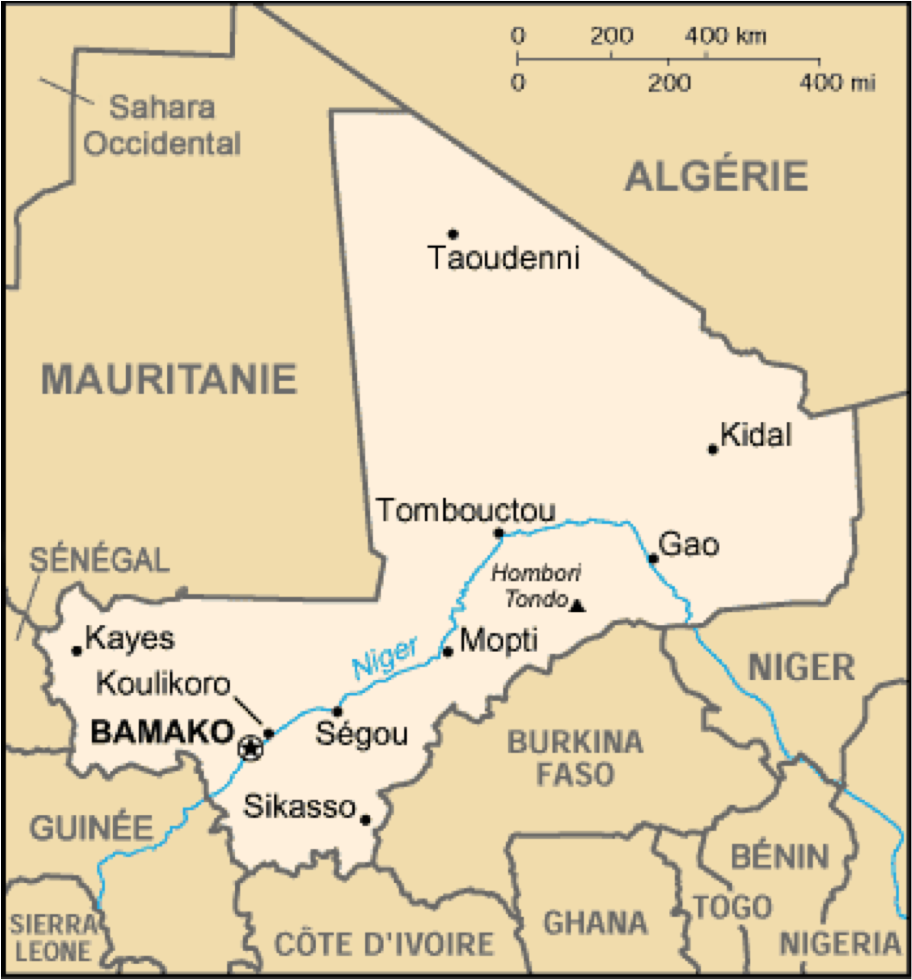 0 200 400 km
0 200 400 mi
Sahara
Occidental
ALGÉRIE
Taoudenni
MAURITANIE
Kidal
Tombouctou
Gao
SÉNÉGAL
Hombori
Tondo
Kayes
Niger
Mopti
NIGER
Koulikoro
BAMAKO
Ségou
BURKINA
FASO
Sikasso
GUINÉE
BÉNIN
TOGO
SIERRA
LEONE
CÔTE D'IVOIRE
GHANA
NIGERIA